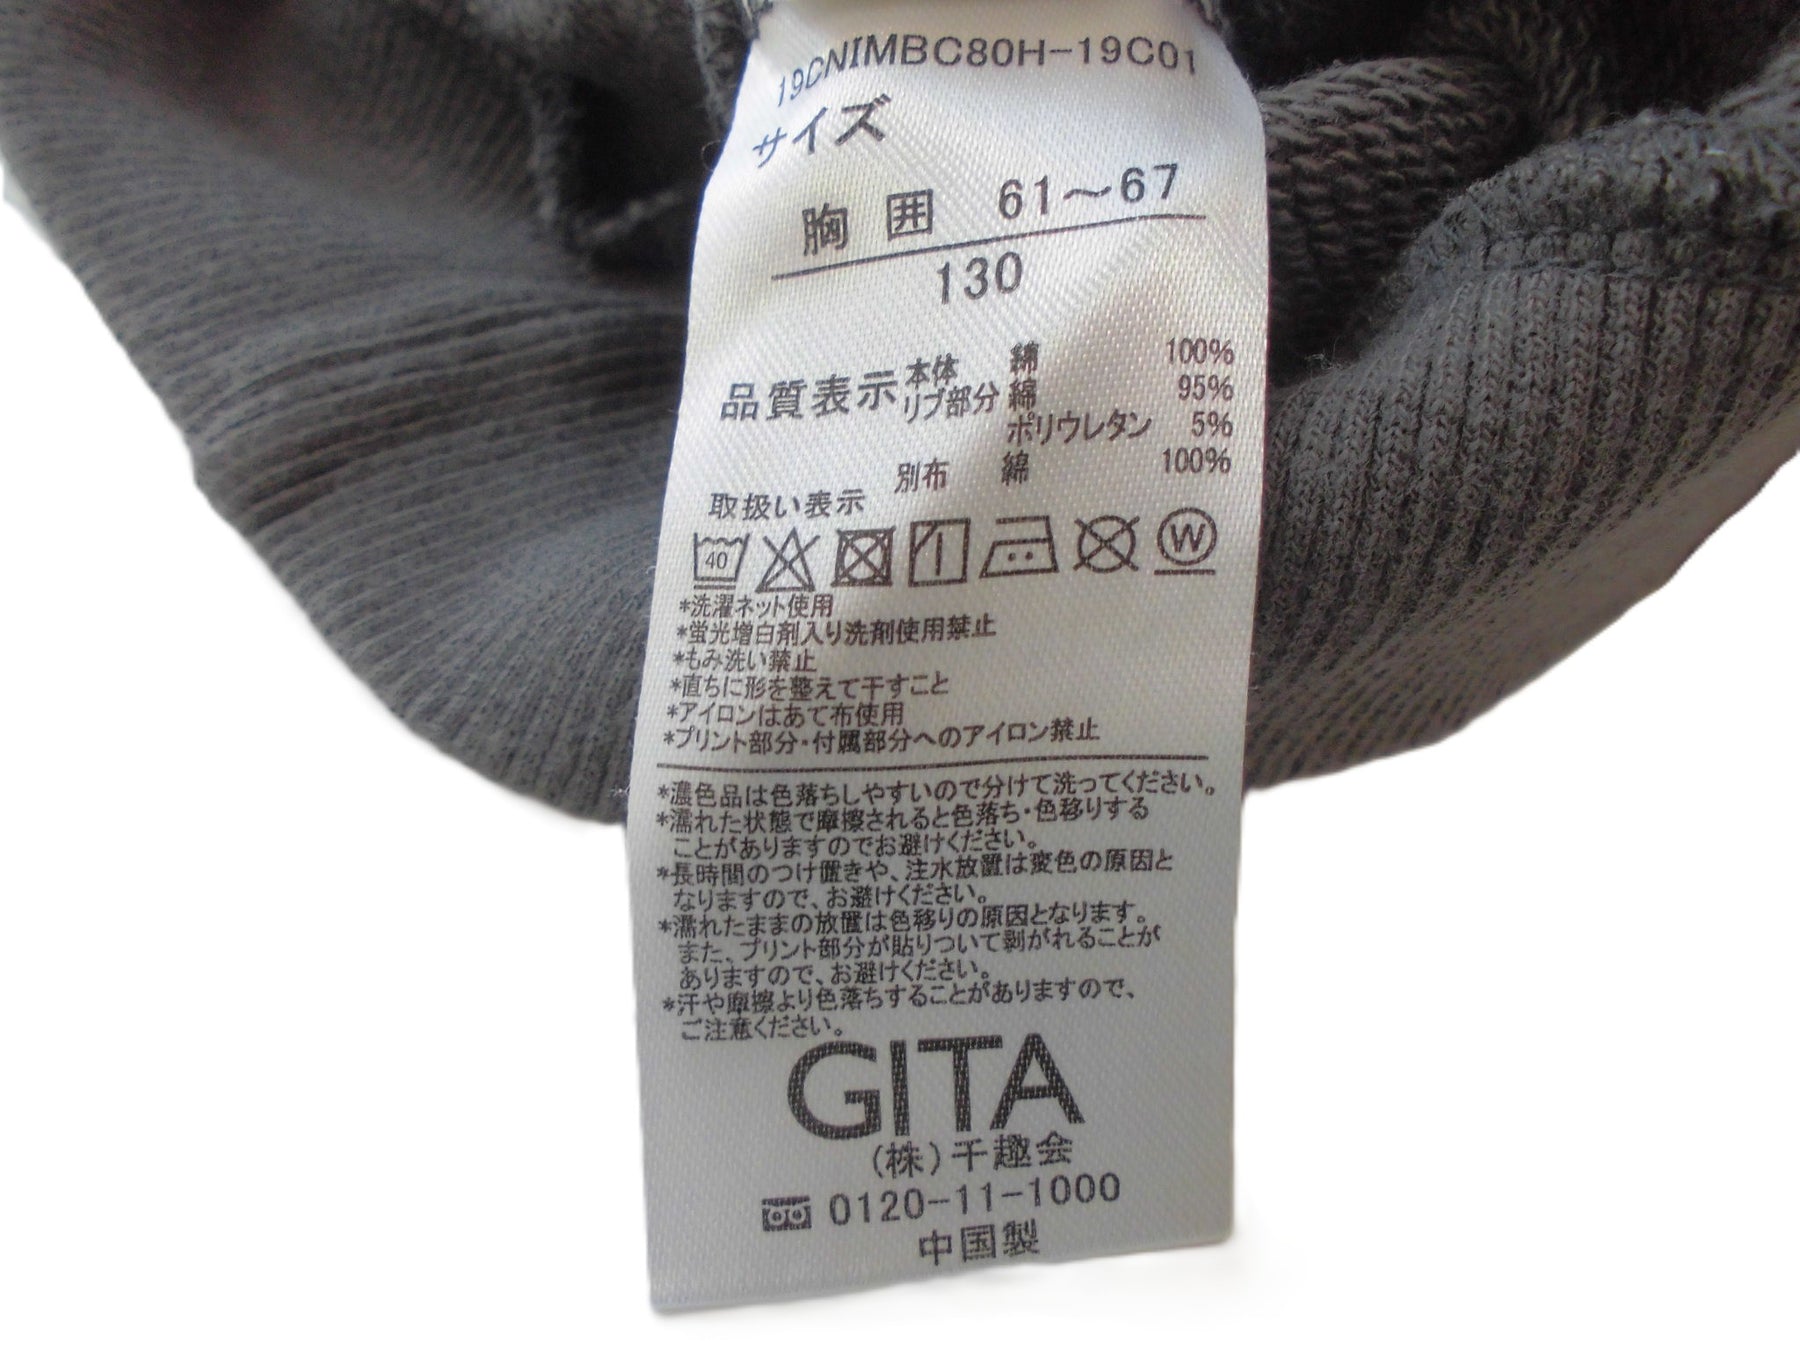 19CNIMBC80H-19C01
サイズ
胸囲 61～67
130
品質表示 本体 綿 100%
リブ部分 綿 95%
ポリウレタン 5%
別布 綿 100%
取扱い表示
40 W
*洗濯ネット使用
*蛍光増白剤入り洗剤使用禁止
*もみ洗い禁止
*直ちに形を整えて干すこと
*アイロンはあて布使用
*プリント部分・付属部分へのアイロン禁止
*濃色品は色落ちしやすいので分けて洗ってください。
*濡れた状態で摩擦されると色落ち・色移りする
ことがありますのでお避けください。
*長時間のつけ置きや、注水放置は変色の原因と
なりますので、お避けください。
*濡れたままの放置は色移りの原因となります。
また、プリント部分が貼りついて剥がれることが
ありますので、お避けください。
*汗や摩擦より色落ちすることがありますので、
ご注意ください。
GITA
(株)千趣会
0120-11-1000
中国製